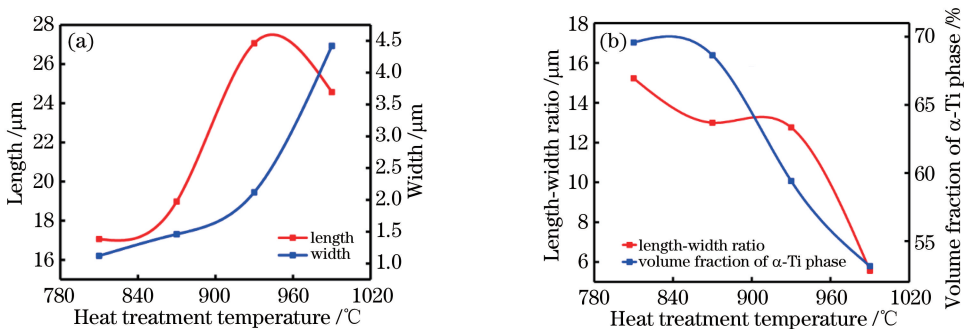 (a)
Length /μm
28
26
24
22
20
18
16
4.5
4.0
3.5
3.0
2.5
2.0
1.5
1.0
Width /μm
length
width
780 840 900 960 1020
Heat treatment temperature /℃
(b)
Length-width ratio /μm
18
16
14
12
10
8
6
70
65
60
55
Volume fraction of α-Ti phase /%
length-width ratio
volume fraction of α-Ti phase
780 840 900 960 1020
Heat treatment temperature /℃